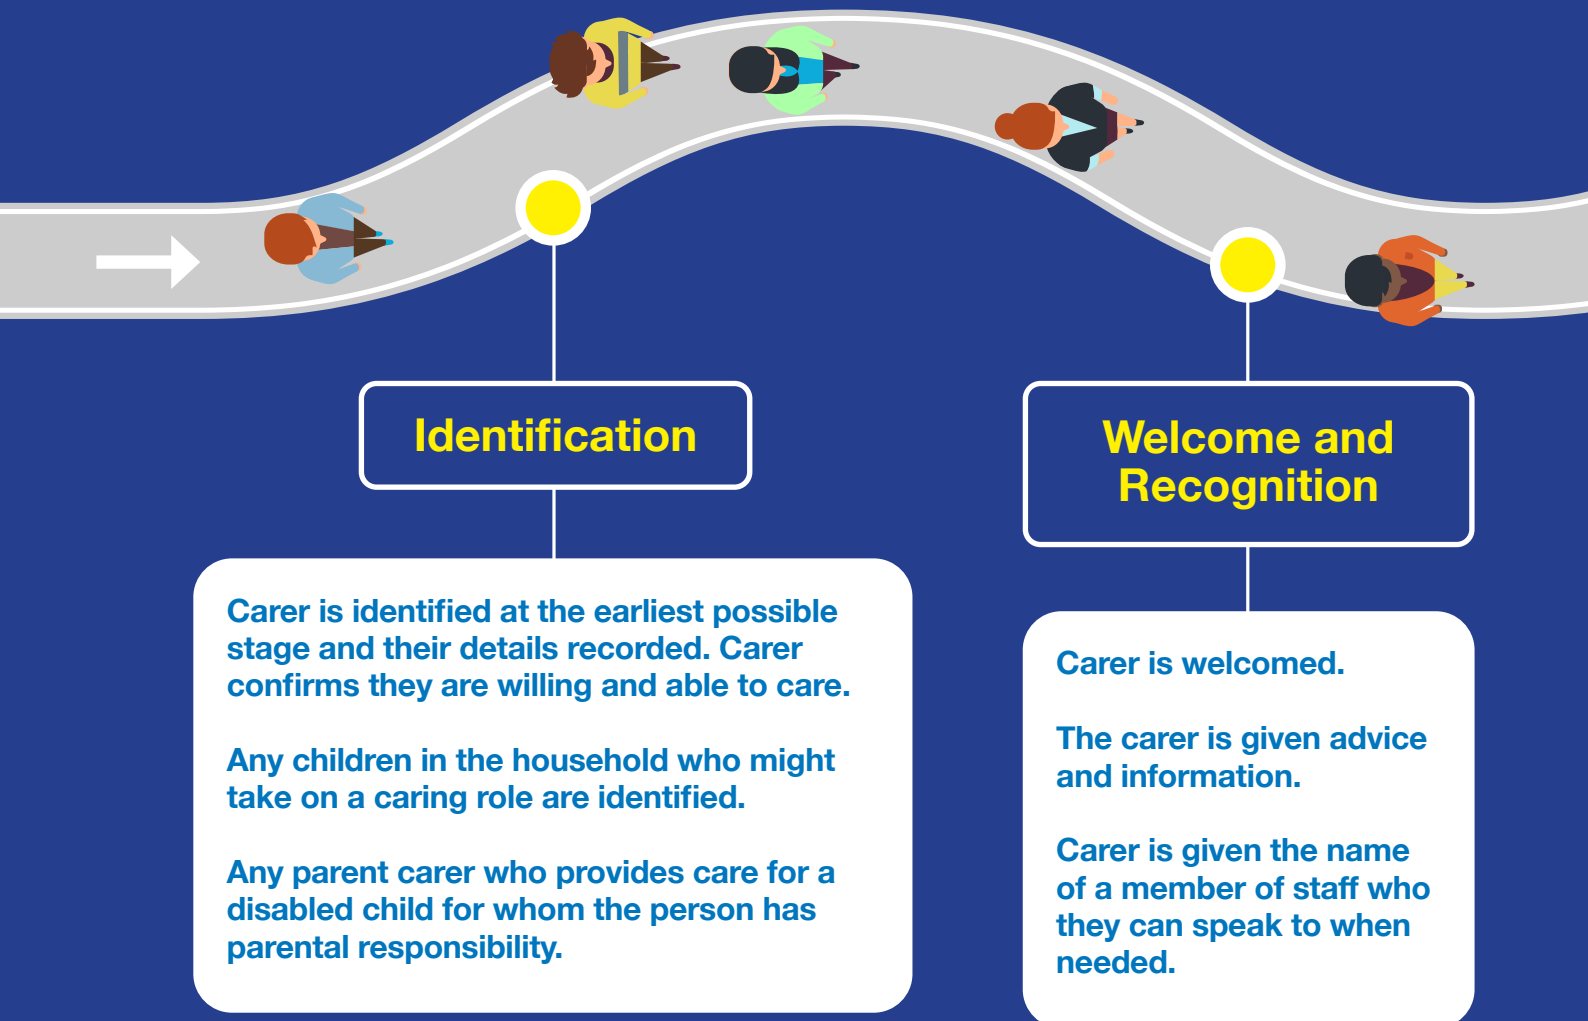 Identification
Carer is identified at the earliest possible
stage and their details recorded. Carer
confirms they are willing and able to care.
Any children in the household who might
take on a caring role are identified.
Any parent carer who provides care for a
disabled child for whom the person has
parental responsibility.
Welcome and
Recognition
Carer is welcomed.
The carer is given advice
and information.
Carer is given the name
of a member of staff who
they can speak to when
needed.